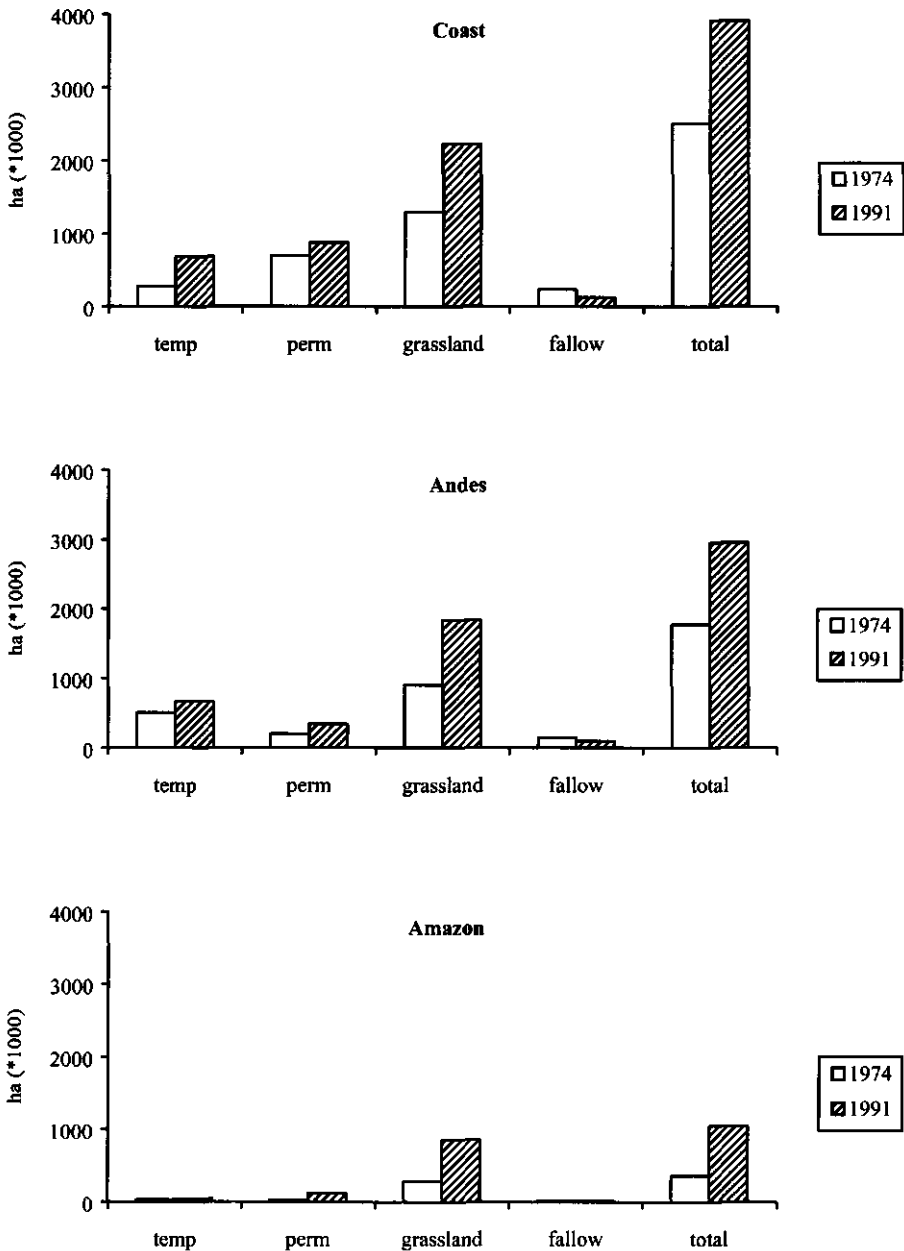 Coast
ha (*1000)
4000
3000
2000
1000
0
temp perm grassland fallow total
1974
1991
Andes
ha (*1000)
4000
3000
2000
1000
0
temp perm grassland fallow total
1974
1991
Amazon
ha (*1000)
4000
3000
2000
1000
0
temp perm grassland fallow total
1974
1991